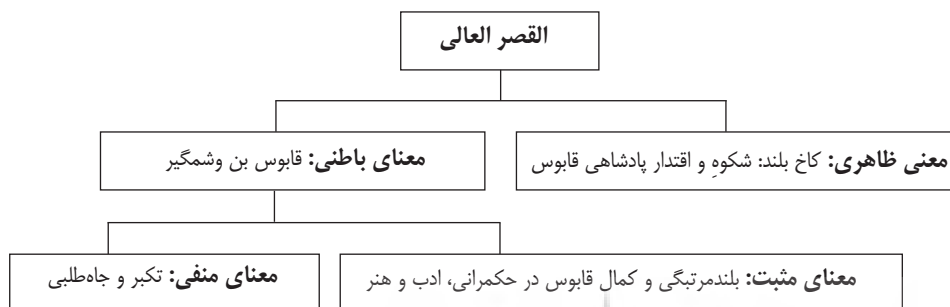 القصر العالی
معنی ظاهری: کاخ بلند: شکوهِ و اقتدار پادشاهی قابوس
معنای باطنی: قابوس بن وشمگیر
معنای مثبت: بلندمرتبگی و کمال قابوس در حکمرانی، ادب و هنر
معنای منفی: تکبر و جاه‌طلبی